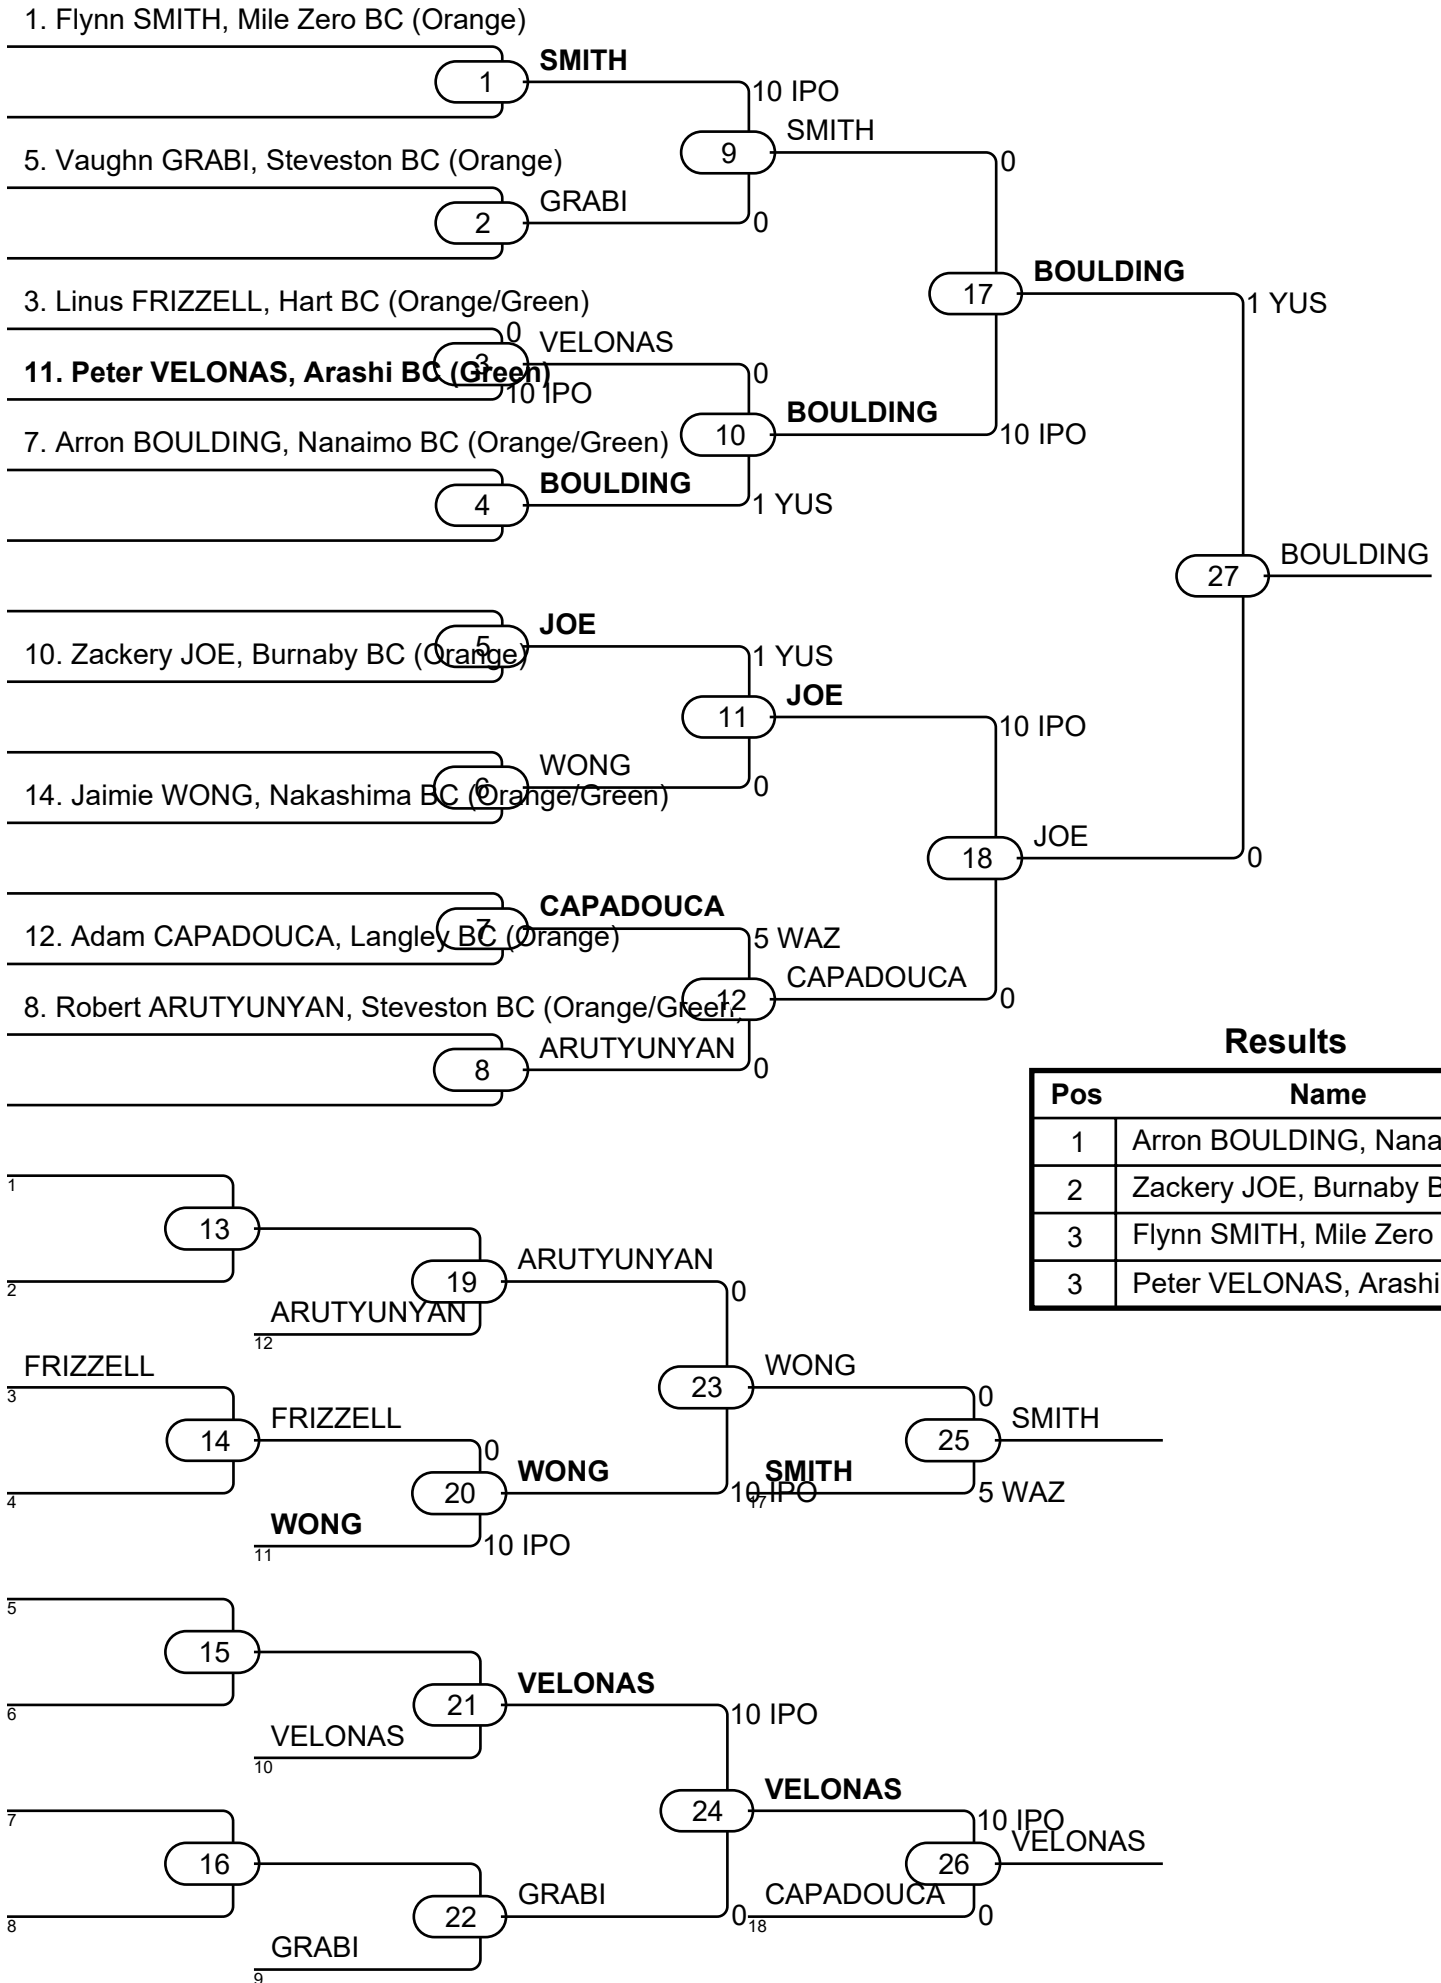 1. Flynn SMITH, Mile Zero BC (Orange)
SMITH
1
10 IPO
SMITH
9
0
5. Vaughn GRABI, Steveston BC (Orange)
GRABI
2
0
BOULDING
17
1 YUS
3. Linus FRIZZELL, Hart BC (Orange/Green)
0
VELONAS
3
11. Peter VELONAS, Arashi BC (Green)
10 IPO
0
BOULDING
10
10 IPO
7. Arron BOULDING, Nanaimo BC (Orange/Green)
BOULDING
4
1 YUS
BOULDING
27
JOE
5
10. Zackery JOE, Burnaby BC (Orange)
1 YUS
JOE
11
10 IPO
WONG
6
14. Jaimie WONG, Nakashima BC (Orange/Green)
0
JOE
18
0
CAPADOUCA
7
12. Adam CAPADOUCA, Langley BC (Orange)
5 WAZ
CAPADOUCA
12
0
8. Robert ARUTYUNYAN, Steveston BC (Orange/Green)
ARUTYUNYAN
8
0
Results
Pos Name
1 Arron BOULDING, Nana
2 Zackery JOE, Burnaby B
3 Flynn SMITH, Mile Zero
3 Peter VELONAS, Arashi
1
13
2
ARUTYUNYAN
19
0
ARUTYUNYAN
12
FRIZZELL
3
WONG
23
0
FRIZZELL
14
0
SMITH
25
4
WONG
20
10 IPO
SMITH
17
5 WAZ
WONG
11
10 IPO
5
15
6
VELONAS
21
10 IPO
VELONAS
10
7
VELONAS
24
10 IPO
VELONAS
16
26
8
GRABI
22
0
CAPADOUCA
18
0
GRABI
9